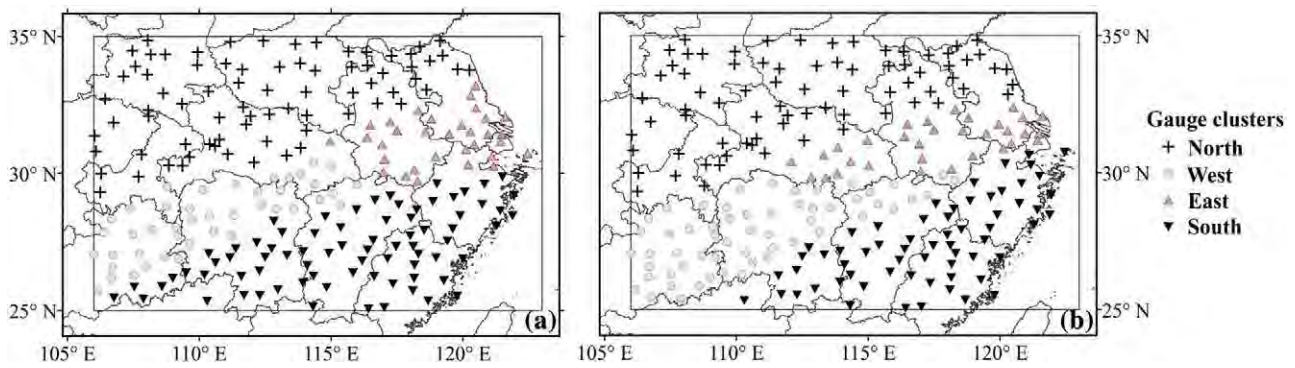 35° N
30° N
25° N
105° E 110° E 115° E 120° E
(a)
105° E 110° E 115° E 120° E
(b)
35° N
30° N
25° N
Gauge clusters
North
West
East
South